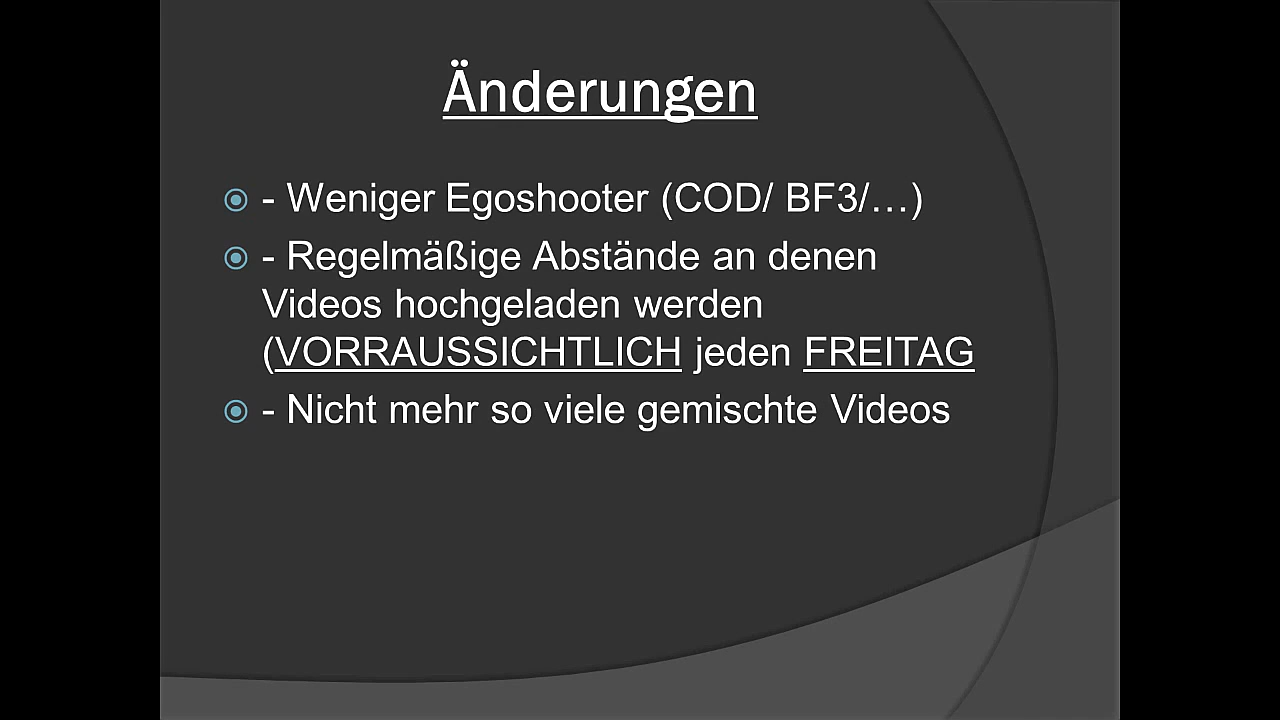 Änderungen
- Weniger Egoshooter (COD/ BF3/…)
- Regelmäßige Abstände an denen
Videos hochgeladen werden
(VORRAUSSICHTLICH jeden FREITAG
- Nicht mehr so viele gemischte Videos